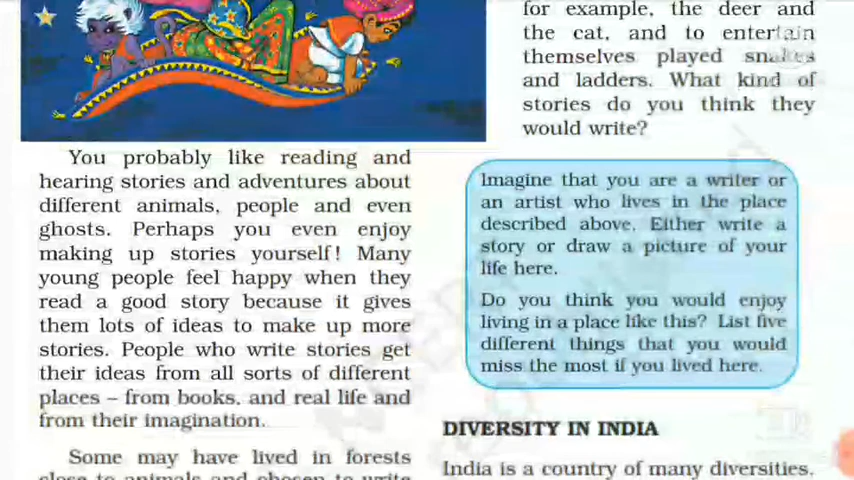 You probably like reading and
hearing stories and adventures about
different animals, people and even
ghosts. Perhaps you even enjoy
making up stories yourself! Many
young people feel happy when they
read a good story because it gives
them lots of ideas to make up more
stories. People who write stories get
their ideas from all sorts of different
places – from books, and real life and
from their imagination.
Some may have lived in forests
close to animals and chosen to write
for example, the deer and
the cat, and to entertain
themselves played snakes
and ladders. What kind of
stories do you think they
would write?
Imagine that you are a writer or
an artist who lives in the place
described above. Either write a
story or draw a picture of your
life here.
Do you think you would enjoy
living in a place like this? List five
different things that you would
miss the most if you lived here.
DIVERSITY IN INDIA
India is a country of many diversities.